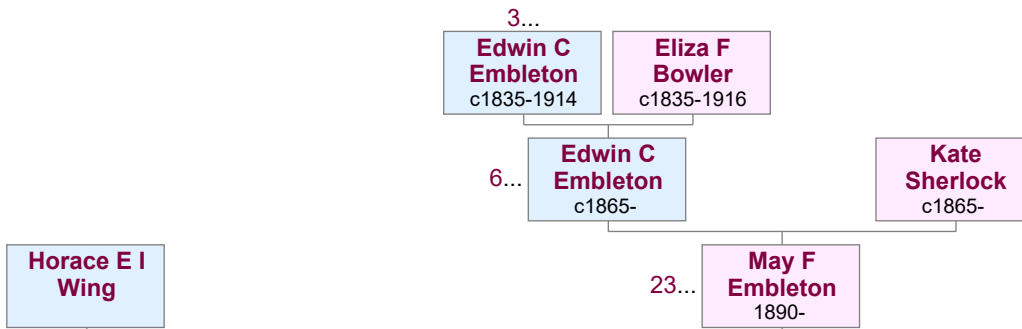 3...
Edwin C
Embleton
c1835-1914
Eliza F
Bowler
c1835-1916
6...
Edwin C
Embleton
c1865-
Kate
Sherlock
c1865-
Horace E I
Wing
23...
May F
Embleton
1890-